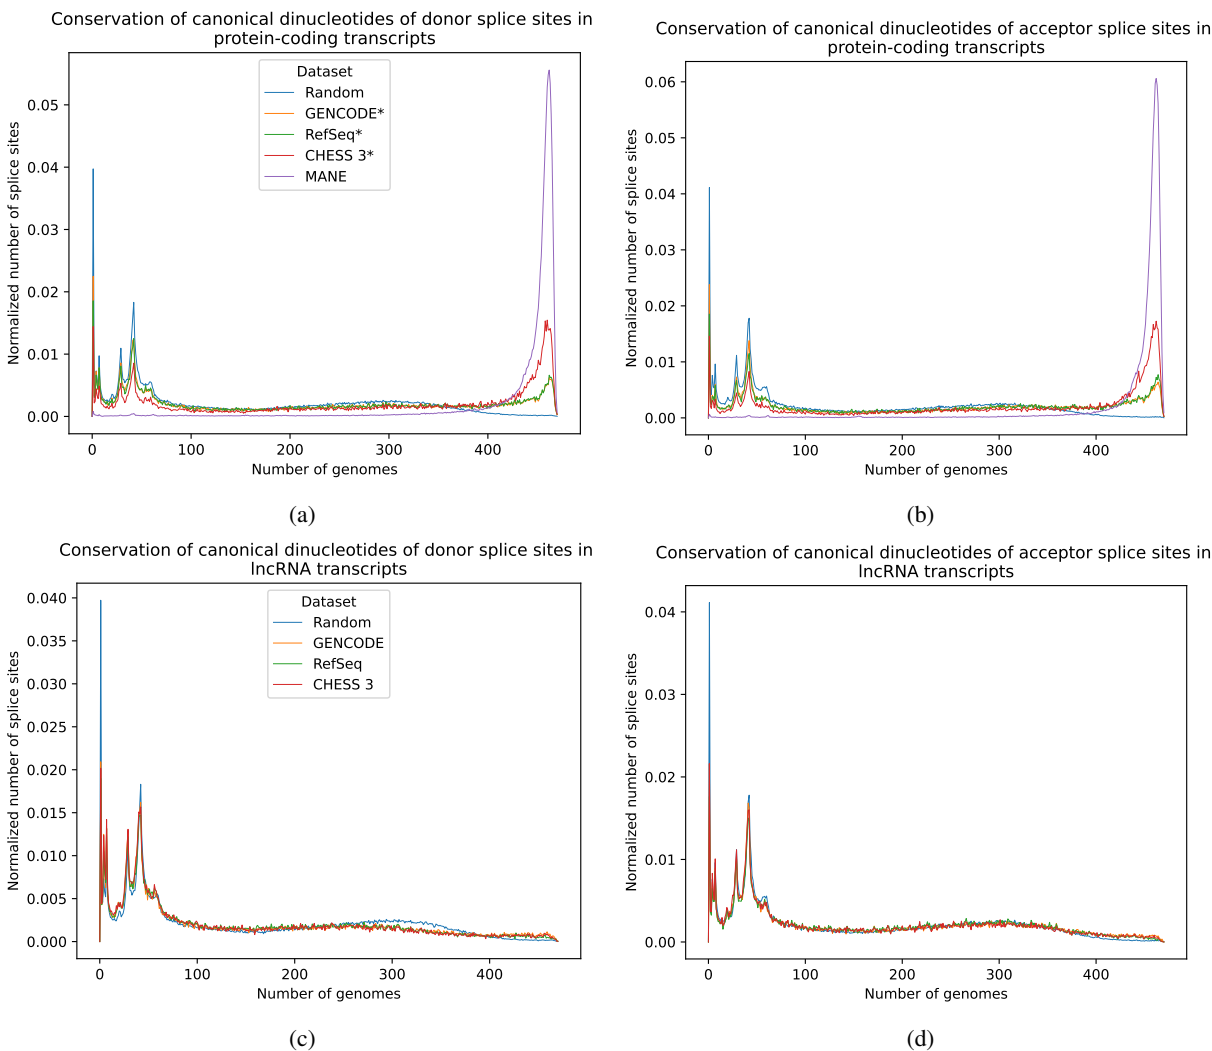 Conservation of canonical dinucleotides of donor splice sites in
protein-coding transcripts
Normalized number of splice sites
0.05
0.04
0.03
0.02
0.01
0.00
Dataset
Random
GENCODE*
RefSeq*
CHESS 3*
MANE
0
100
200
300
400
Number of genomes
(a)
Conservation of canonical dinucleotides of acceptor splice sites in
protein-coding transcripts
Normalized number of splice sites
0.06
0.05
0.04
0.03
0.02
0.01
0.00
0
100
200
300
400
Number of genomes
(b)
Conservation of canonical dinucleotides of donor splice sites in
lncRNA transcripts
Normalized number of splice sites
0.040
0.035
0.030
0.025
0.020
0.015
0.010
0.005
0.000
Dataset
Random
GENCODE
RefSeq
CHESS 3
0
100
200
300
400
Number of genomes
(c)
Conservation of canonical dinucleotides of acceptor splice sites in
lncRNA transcripts
Normalized number of splice sites
0.04
0.03
0.02
0.01
0.00
0
100
200
300
400
Number of genomes
(d)